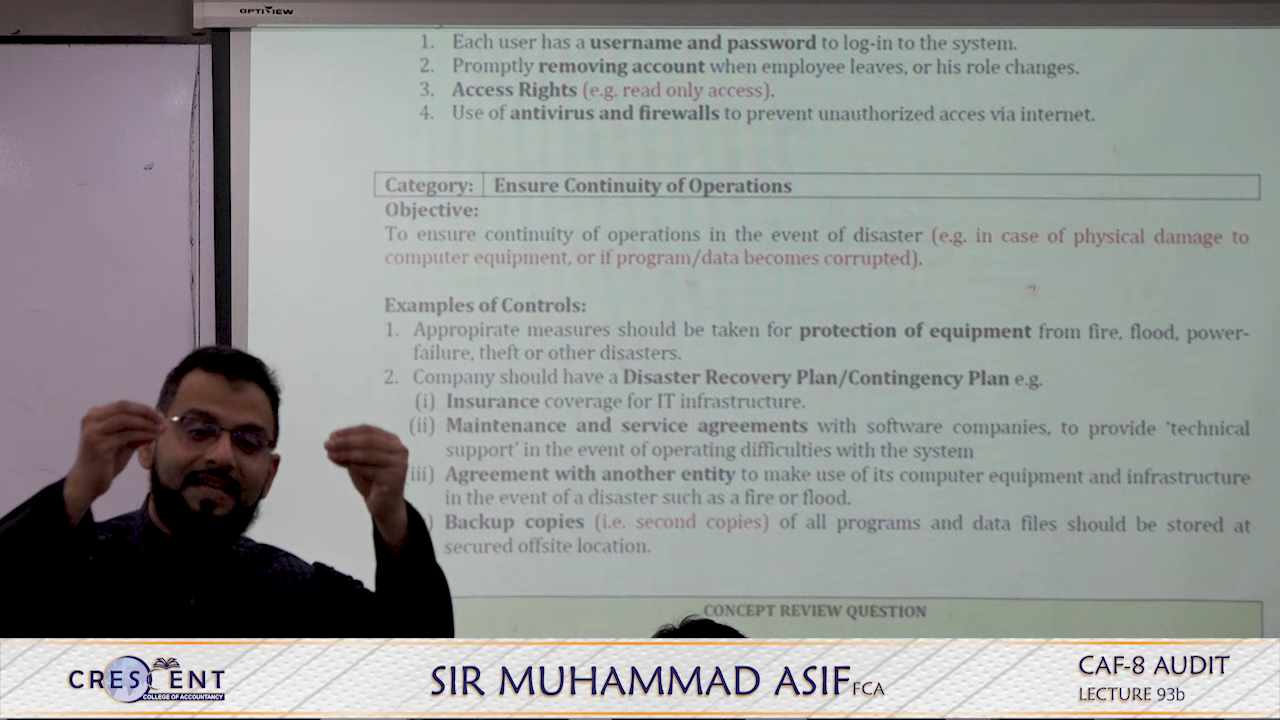 OPTIVIEW
1. Each user has a username and password to log-in to the system.
2. Promptly removing account when employee leaves, or his role changes.
3. Access Rights (e.g. read only access).
4. Use of antivirus and firewalls to prevent unauthorized acces via internet.
Category: Ensure Continuity of Operations
Objective:
To ensure continuity of operations in the event of disaster (e.g. in case of physical damage to
computer equipment, or if program/data becomes corrupted).
Examples of Controls:
1. Appropirate measures should be taken for protection of equipment from fire, flood, power-
failure, theft or other disasters.
2. Company should have a Disaster Recovery Plan/Contingency Plan e.g.
(i) Insurance coverage for IT infrastructure.
(ii) Maintenance and service agreements with software companies, to provide 'technical
support' in the event of operating difficulties with the system
iii) Agreement with another entity to make use of its computer equipment and infrastructure
in the event of a disaster such as a fire or flood.
) Backup copies (i.e. second copies) of all programs and data files should be stored at
secured offsite location.
CONCEPT REVIEW QUESTION
CRESCENT
COLLEGE OF ACCOUNTANCY
SIR MUHAMMAD ASIF FCA
CAF-8 AUDIT
LECTURE 93b